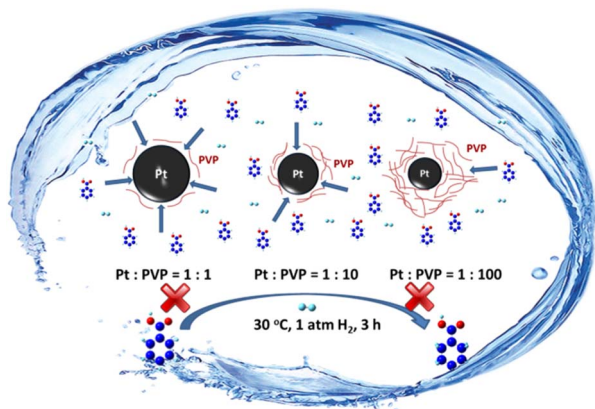 PVP
Pt
PVP
Pt
PVP
Pt
Pt : PVP = 1 : 1
Pt : PVP = 1 : 10
Pt : PVP = 1 : 100
30 °C, 1 atm H₂, 3 h